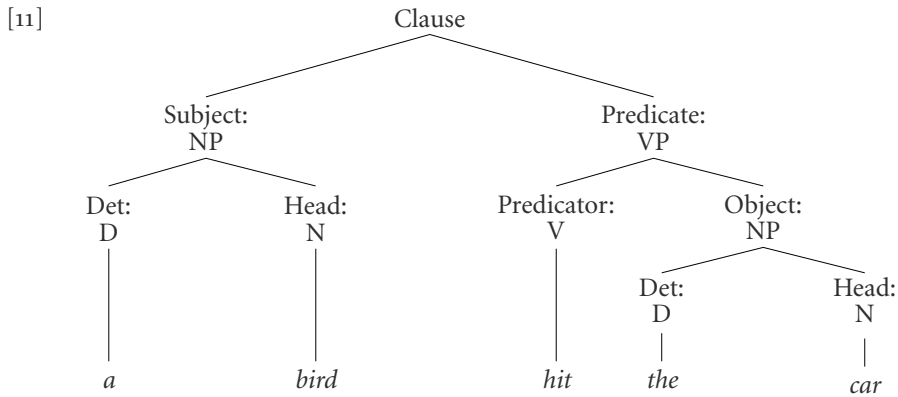 [11] Clause
Subject: Predicate:
NP VP
Det: Head: Predicator: Object:
D N V NP
Det: Head:
D N
a bird hit the car